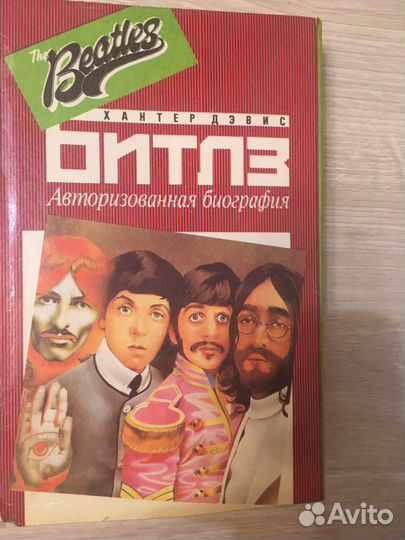 The Beatles
ХАНТЕР ДЭВИС
БИТЛЗ
Авторизованная биография
Avito